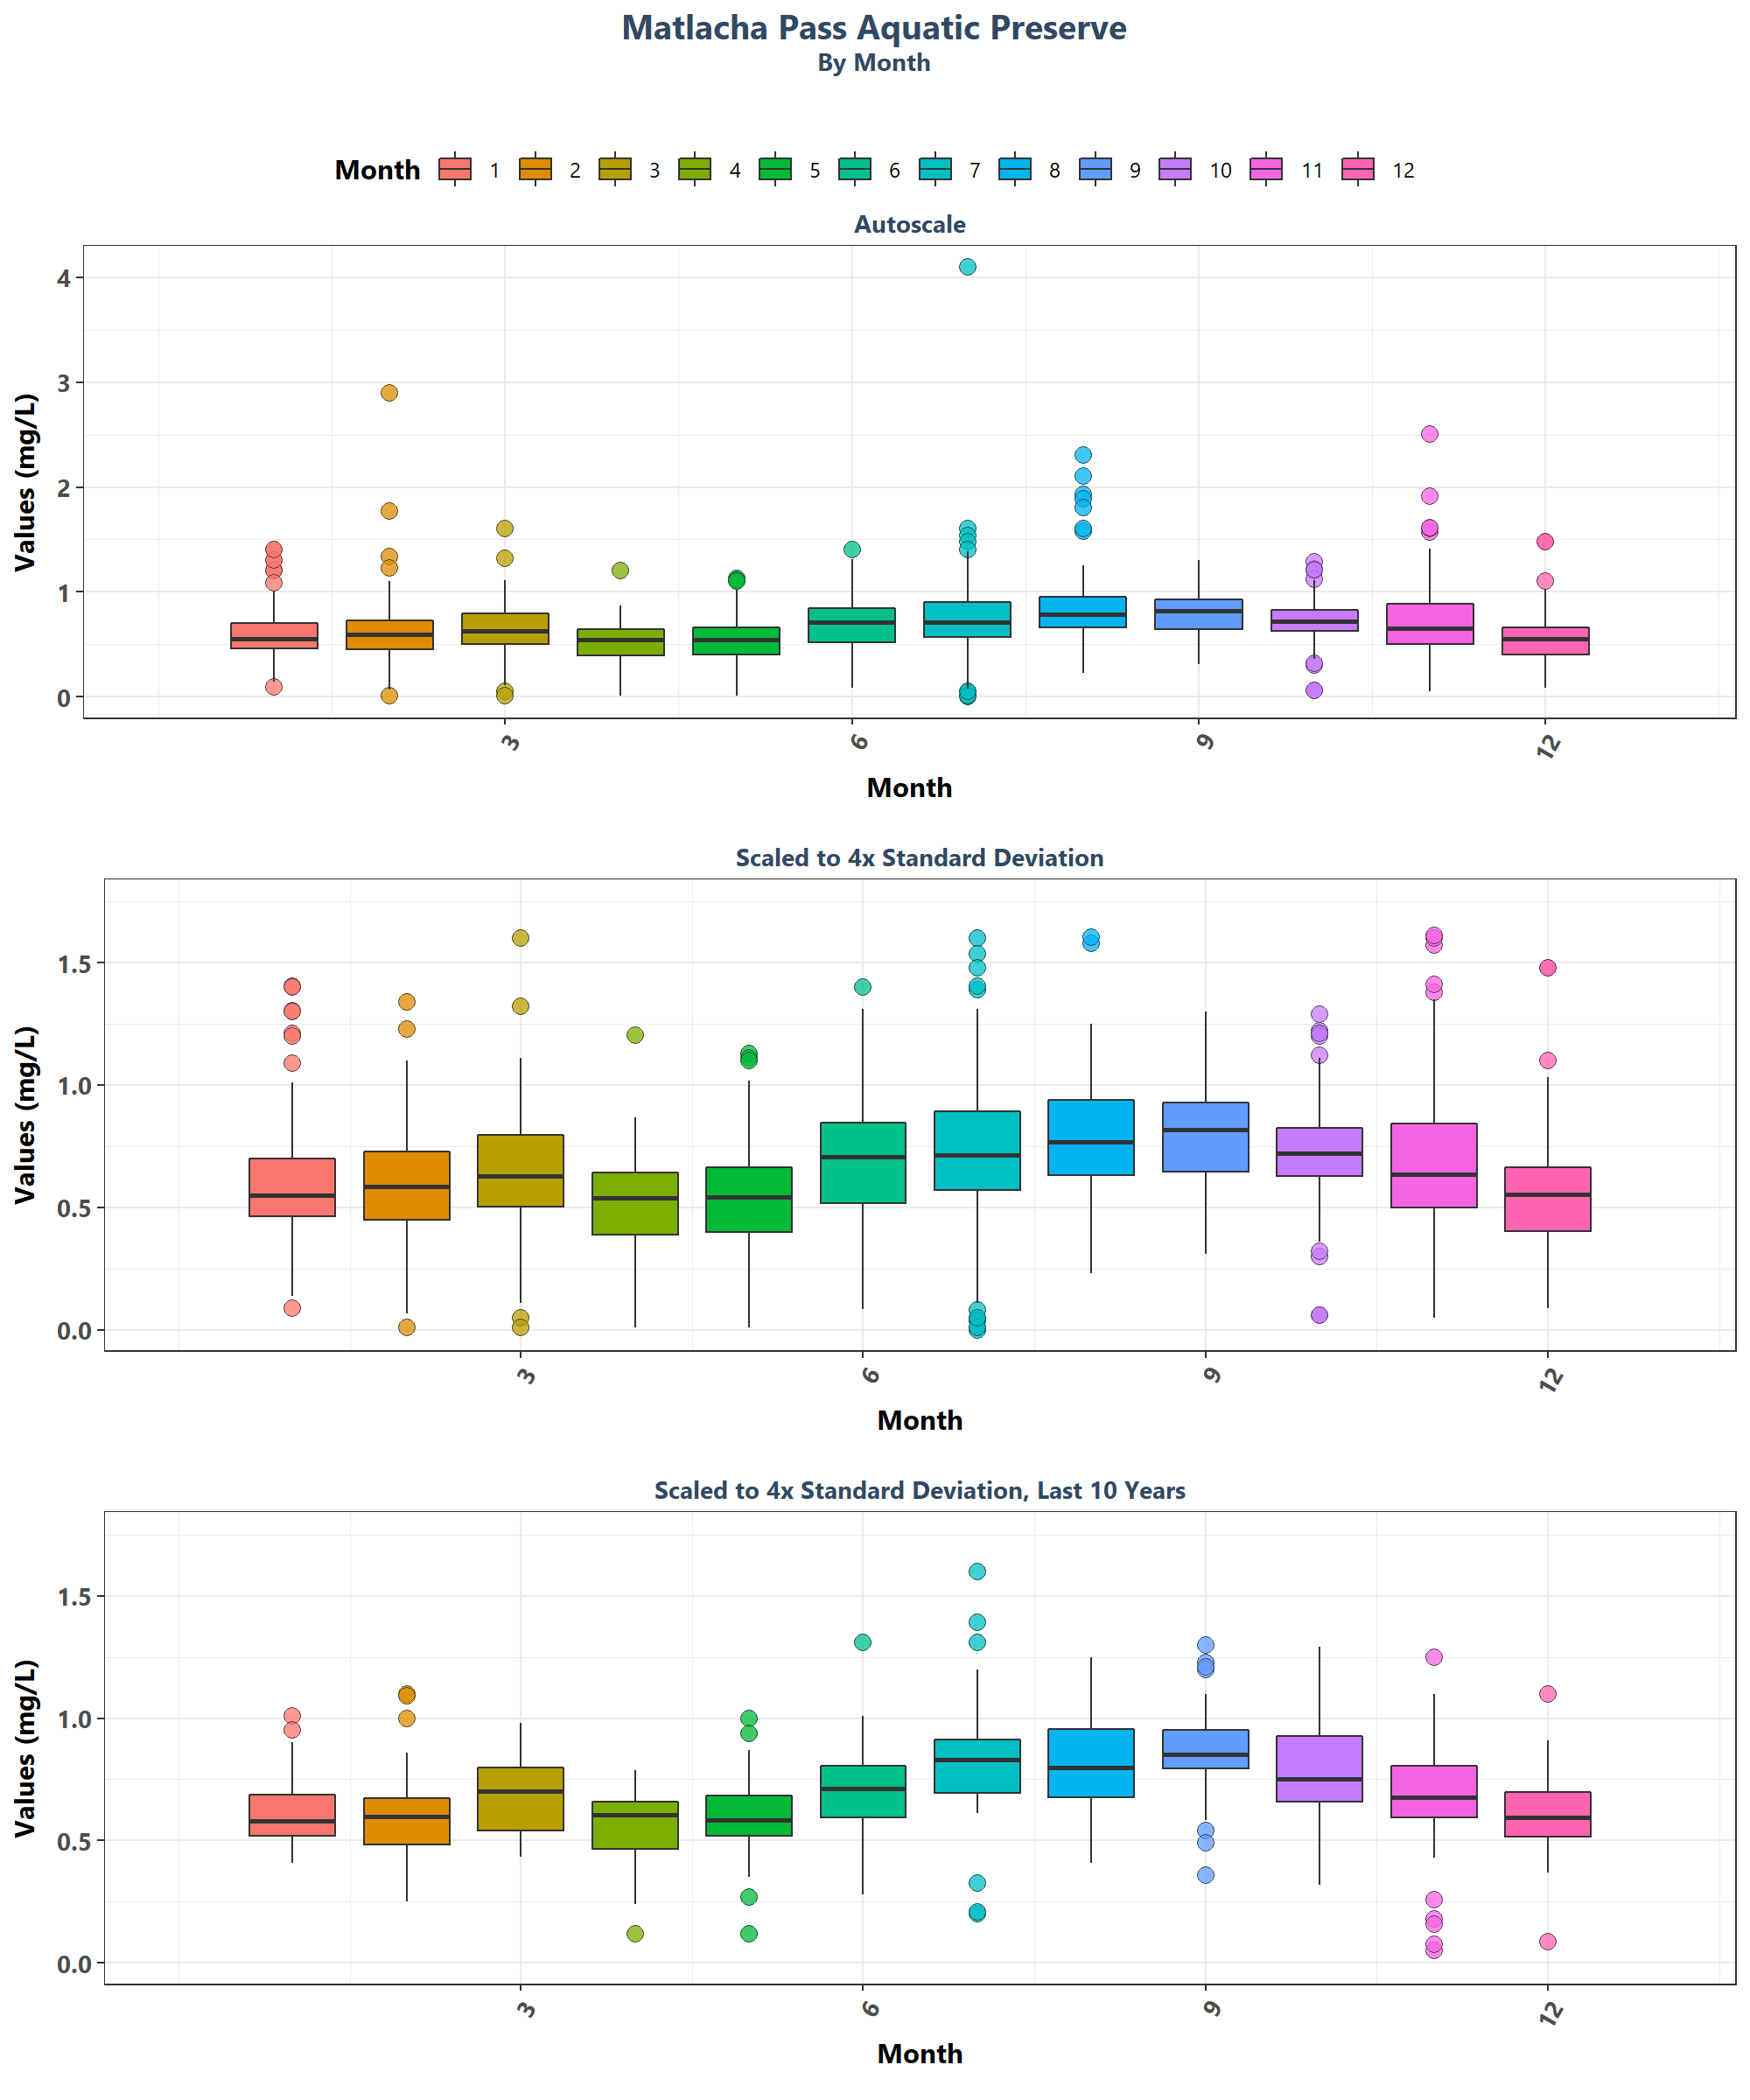 Matlacha Pass Aquatic Preserve
By Month
Month 1 2 3 4 5 6 7 8 9 10 11 12
Autoscale
Values (mg/L)
4
3
2
1
0
3 6 9 12
Month
Scaled to 4x Standard Deviation
Values (mg/L)
1.5
1.0
0.5
0.0
3 6 9 12
Month
Scaled to 4x Standard Deviation, Last 10 Years
Values (mg/L)
1.5
1.0
0.5
0.0
3 6 9 12
Month